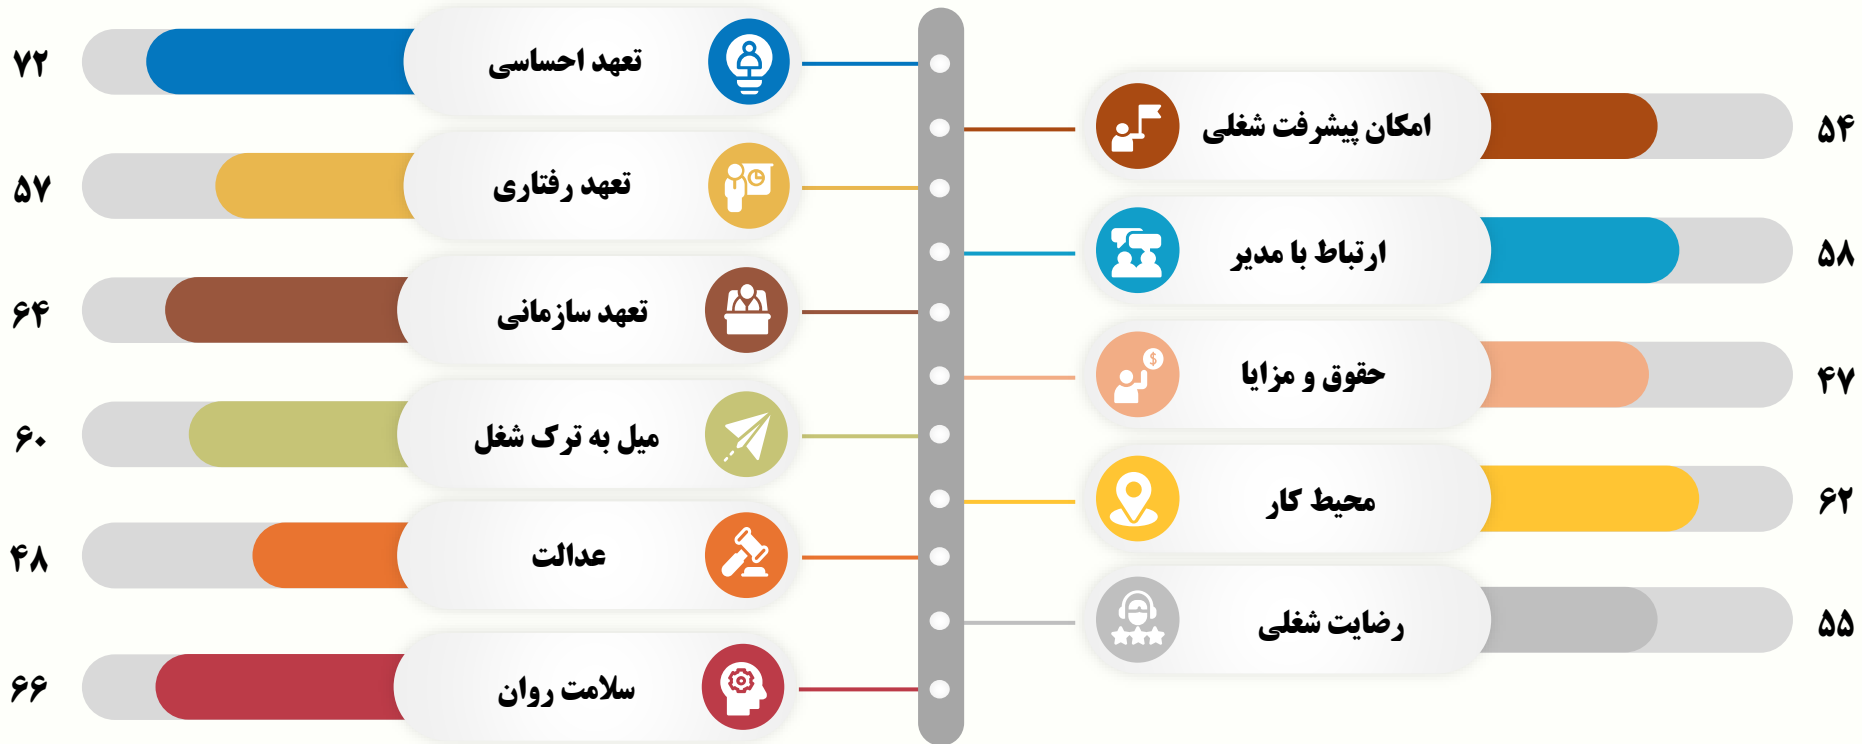 امکان پیشرفت شغلی
۵۴
ارتباط با مدیر
۵۸
حقوق و مزایا
۴۷
محیط کار
۶۲
رضایت شغلی
۵۵
تعهد احساسی
۷۲
تعهد رفتاری
۵۷
تعهد سازمانی
۶۴
میل به ترک شغل
۶۰
عدالت
۴۸
سلامت روان
۶۶
$